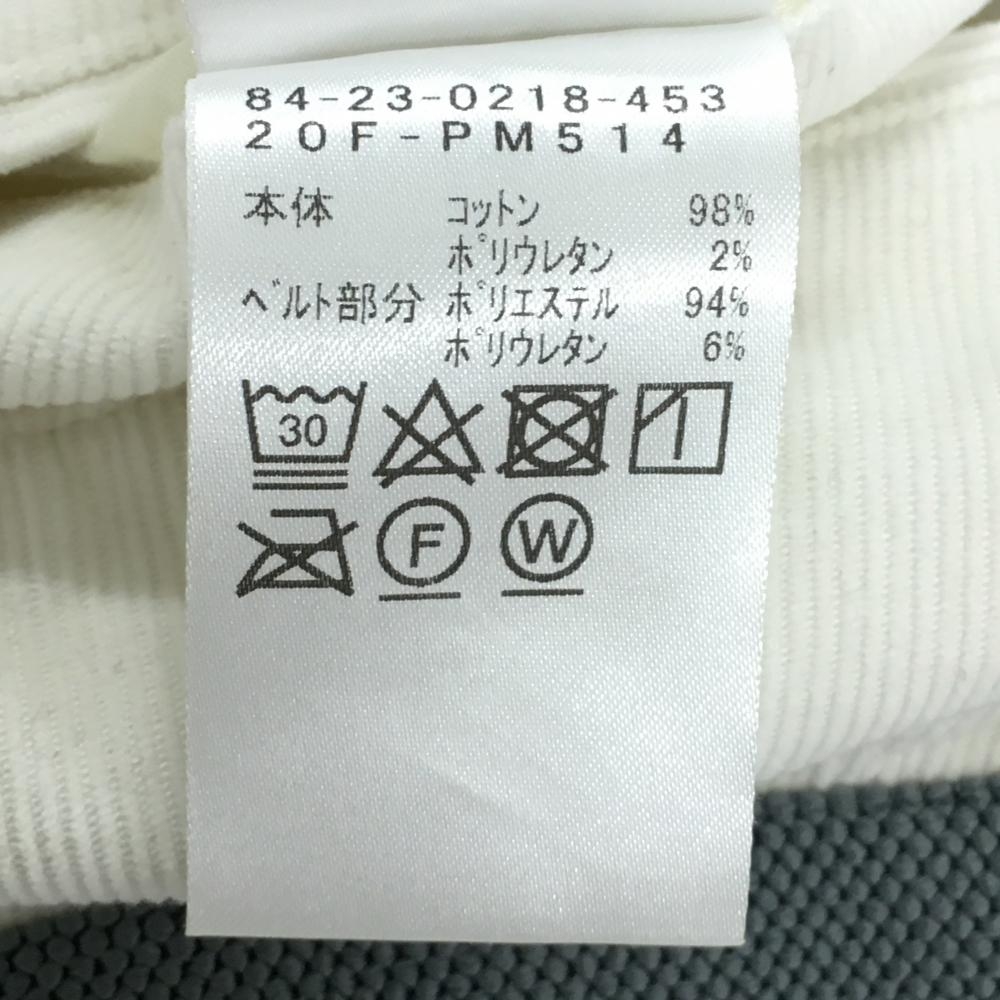 84-23-0218-453
20F-PM514
本体 コットン 98%
ポリウレタン 2%
ベルト部分 ポリエステル 94%
ポリウレタン 6%
30
F W